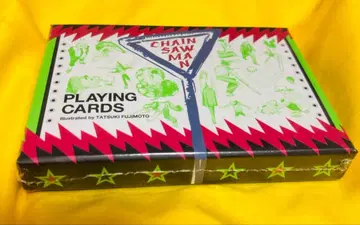 CHAIN
SAW
MAN
PLAYING
CARDS
Illustrated by TATSUKI FUJIMOTO